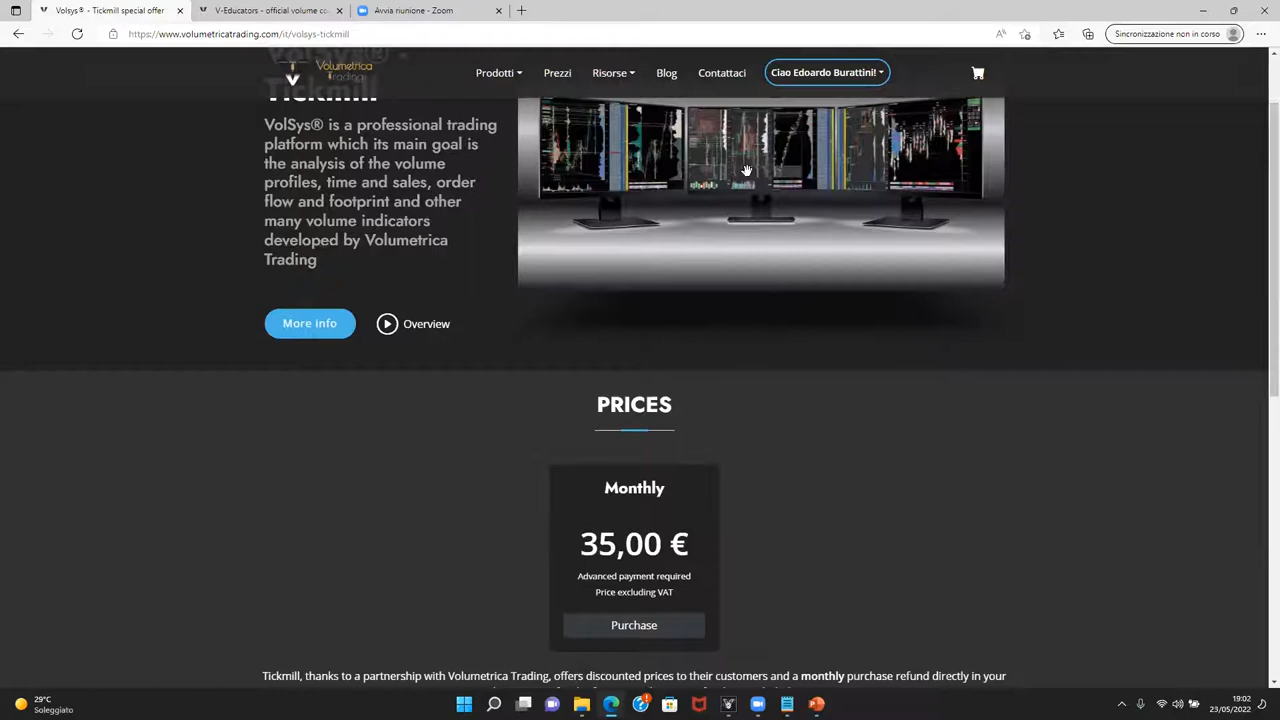 Volsys® - Tickmill special offer
V-Educators - official volume co
Avvia riunione - Zoom
https://www.volumetricatrading.com/it/volsys-tickmill
Sincronizzazione non in corso
Volumetrica
Trading
Prodotti
Prezzi
Risorse
Blog
Contattaci
Ciao Edoardo Burattini!
VolSys® -
Tickmill
VolSys® is a professional trading
platform which its main goal is
the analysis of the volume
profiles, time and sales, order
flow and footprint and other
many volume indicators
developed by Volumetrica
Trading
More info
Overview
PRICES
Monthly
35,00 €
Advanced payment required
Price excluding VAT
Purchase
Tickmill, thanks to a partnership with Volumetrica Trading, offers discounted prices to their customers and a monthly purchase refund directly in your
29°C
Soleggiato
19:02
23/05/2022